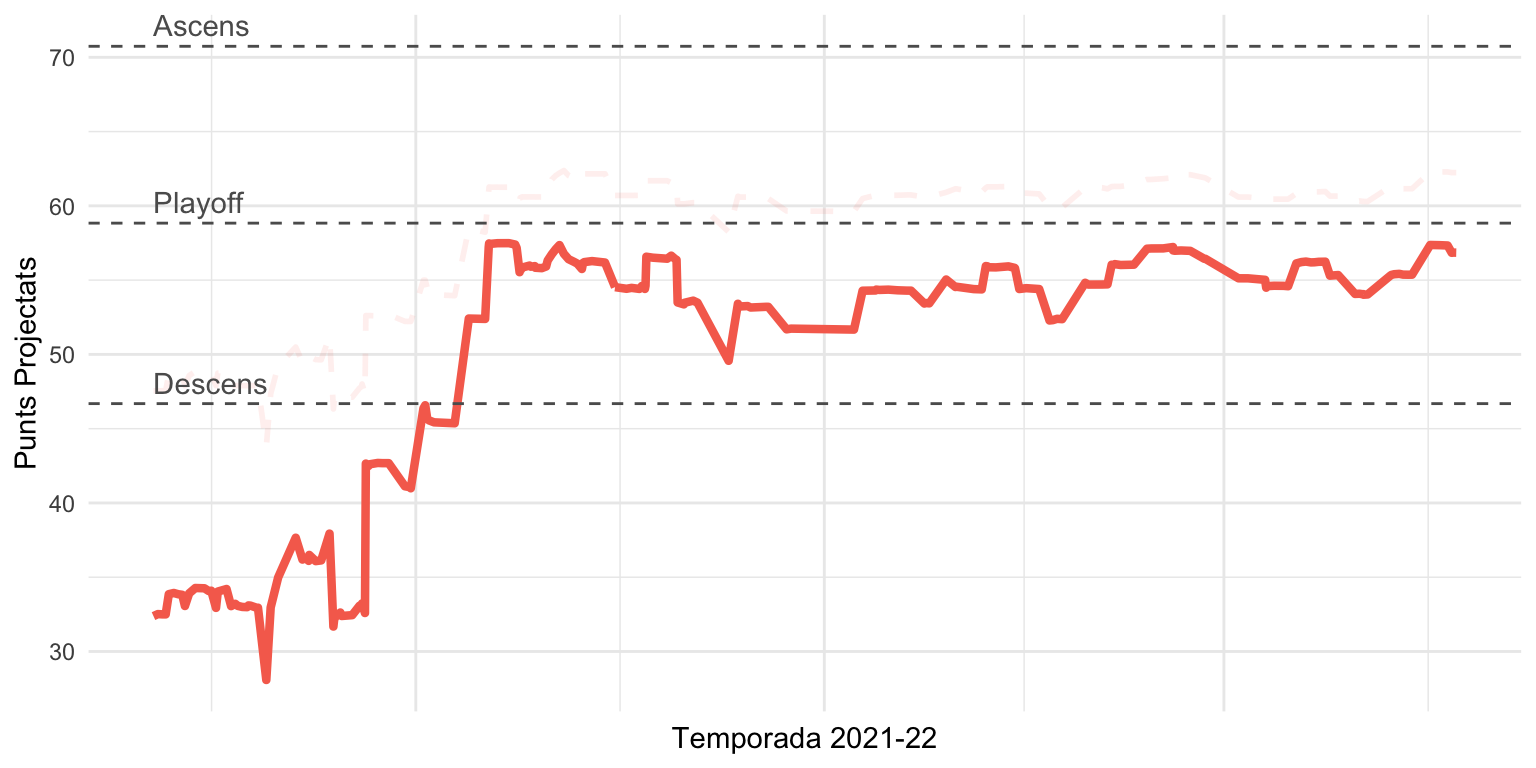 Ascens
70
Playoff
60
50
Descens
40
30
Punts Projectats
Temporada 2021-22